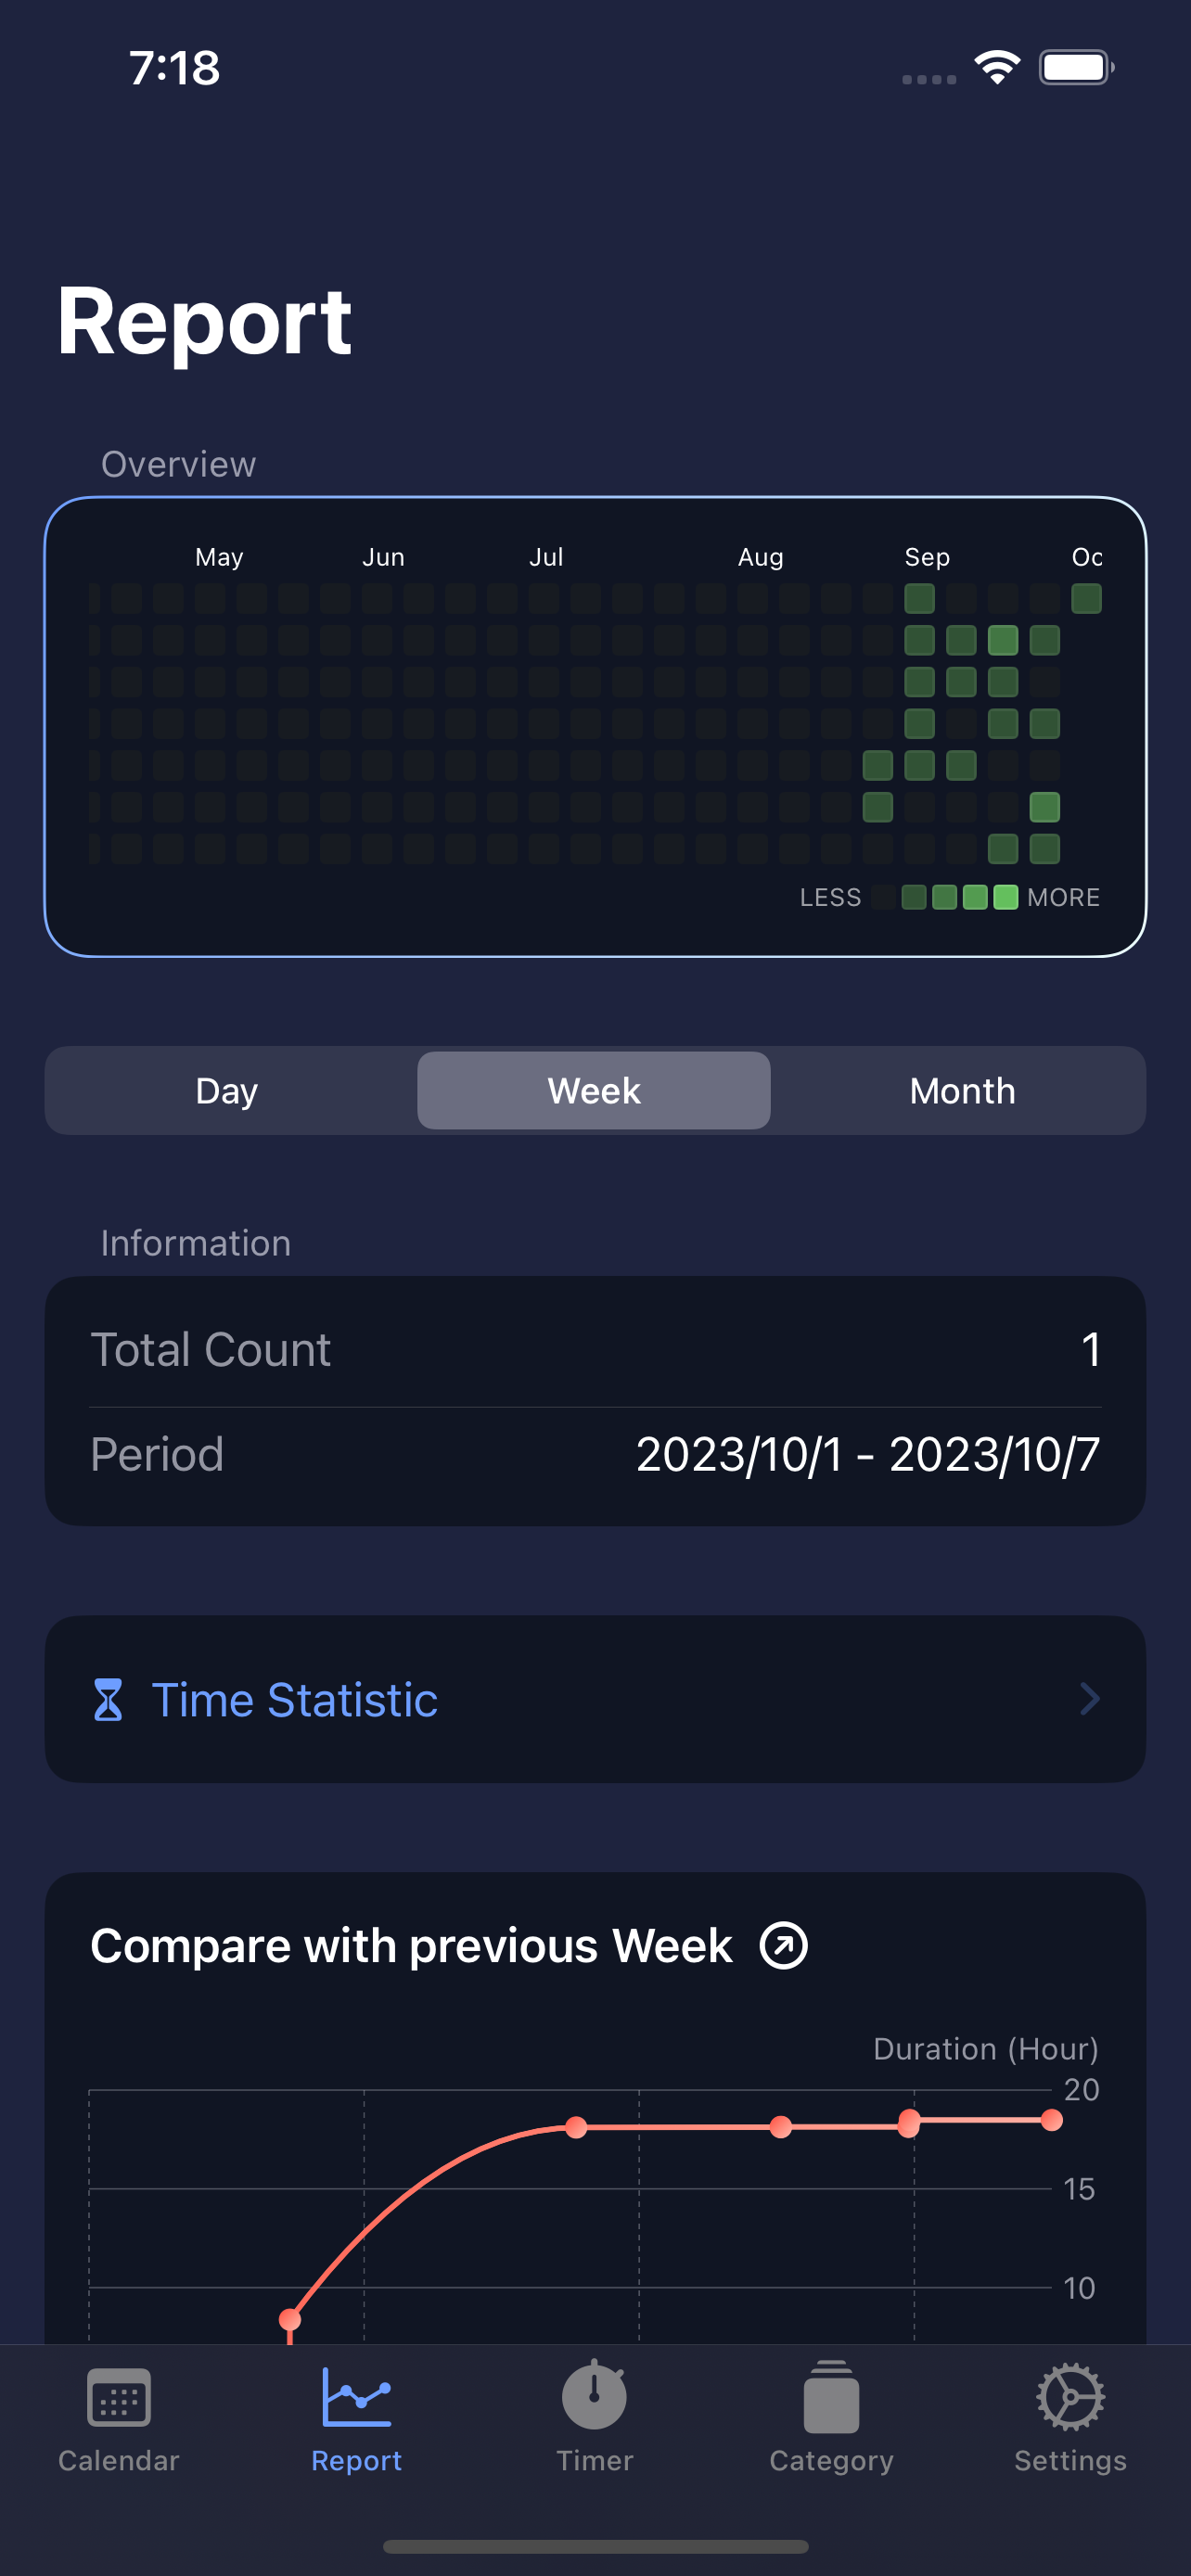 7:18
Report
Overview
May Jun Jul Aug Sep Oc
LESS MORE
Day Week Month
Information
Total Count 1
Period 2023/10/1 - 2023/10/7
Time Statistic
Compare with previous Week
Duration (Hour)
20
15
10
Calendar Report Timer Category Settings